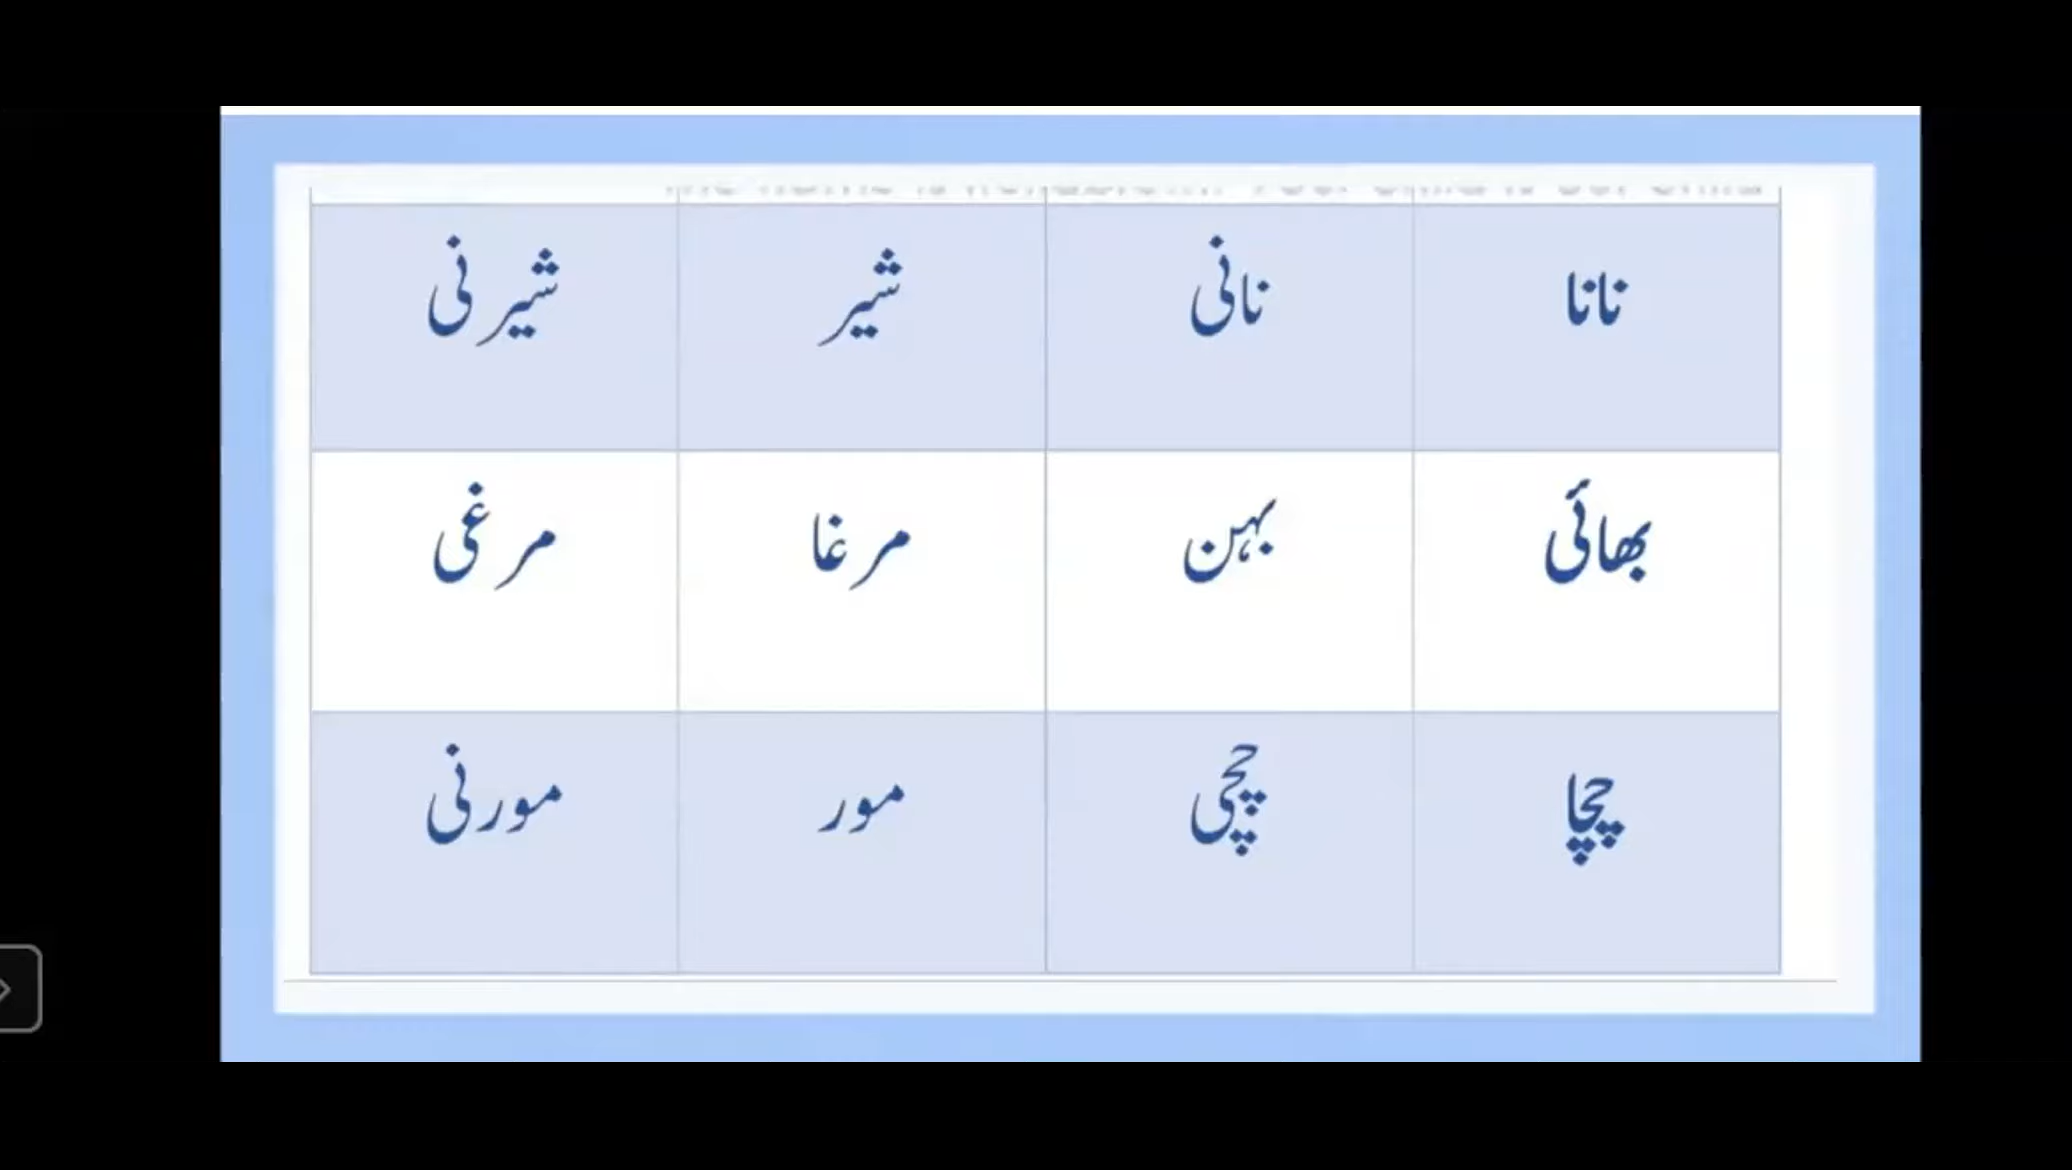 نانا نانی شیر شیرنی
بھائی بہن مرغا مرغی
چچا چچی مور مورنی